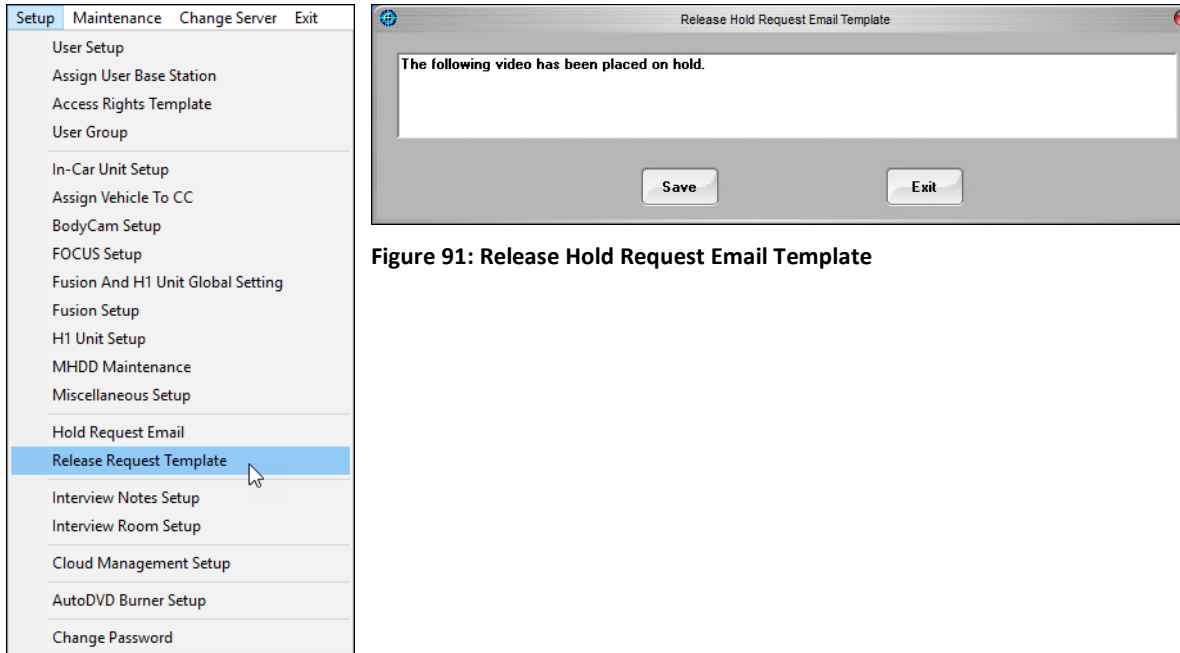 Setup Maintenance Change Server Exit
User Setup
Assign User Base Station
Access Rights Template
User Group
In-Car Unit Setup
Assign Vehicle To CC
BodyCam Setup
FOCUS Setup
Fusion And H1 Unit Global Setting
Fusion Setup
H1 Unit Setup
MHDD Maintenance
Miscellaneous Setup
Hold Request Email
Release Request Template
Interview Notes Setup
Interview Room Setup
Cloud Management Setup
AutoDVD Burner Setup
Change Password
Release Hold Request Email Template
The following video has been placed on hold.
Save Exit
Figure 91: Release Hold Request Email Template